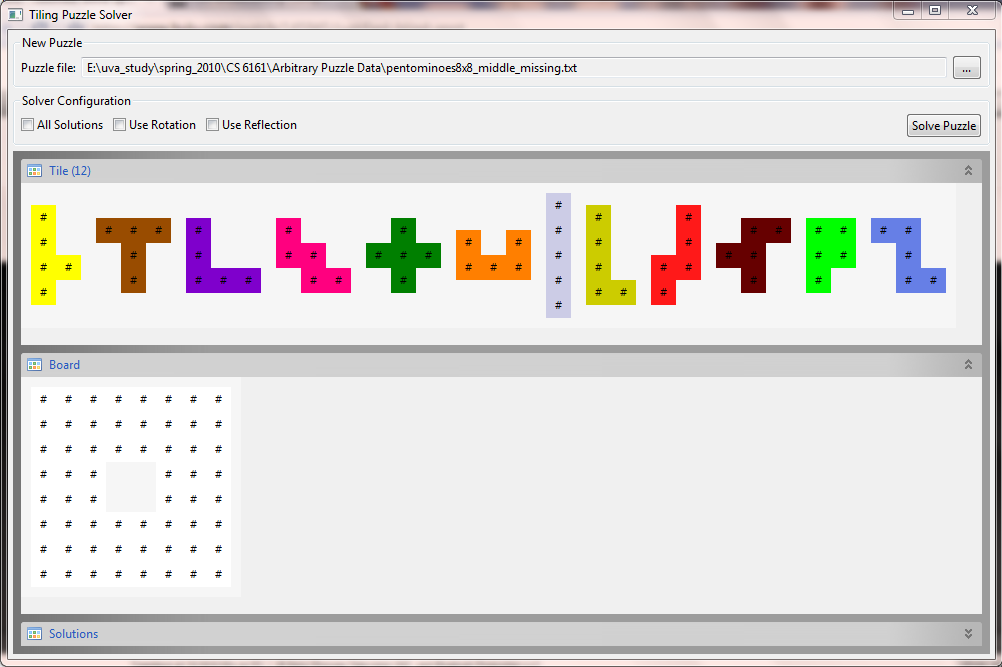 Tiling Puzzle Solver
New Puzzle
Puzzle file: E:\uva_study\spring_2010\CS 6161\Arbitrary Puzzle Data\pentominoes8x8_middle_missing.txt ...
Solver Configuration
All Solutions Use Rotation Use Reflection Solve Puzzle
Tile (12)
#
# # #
# # # # # # # # # # # # #
# # # # #
# # # # # # # # # # # # #
# # # # # # # #
# # # # # # # # # # # #
# # # #
#
Board
# # # # # # # #
# # # # # # # #
# # # # # # # #
# # # # # #
# # # # # #
# # # # # # # #
# # # # # # # #
# # # # # # # #
Solutions